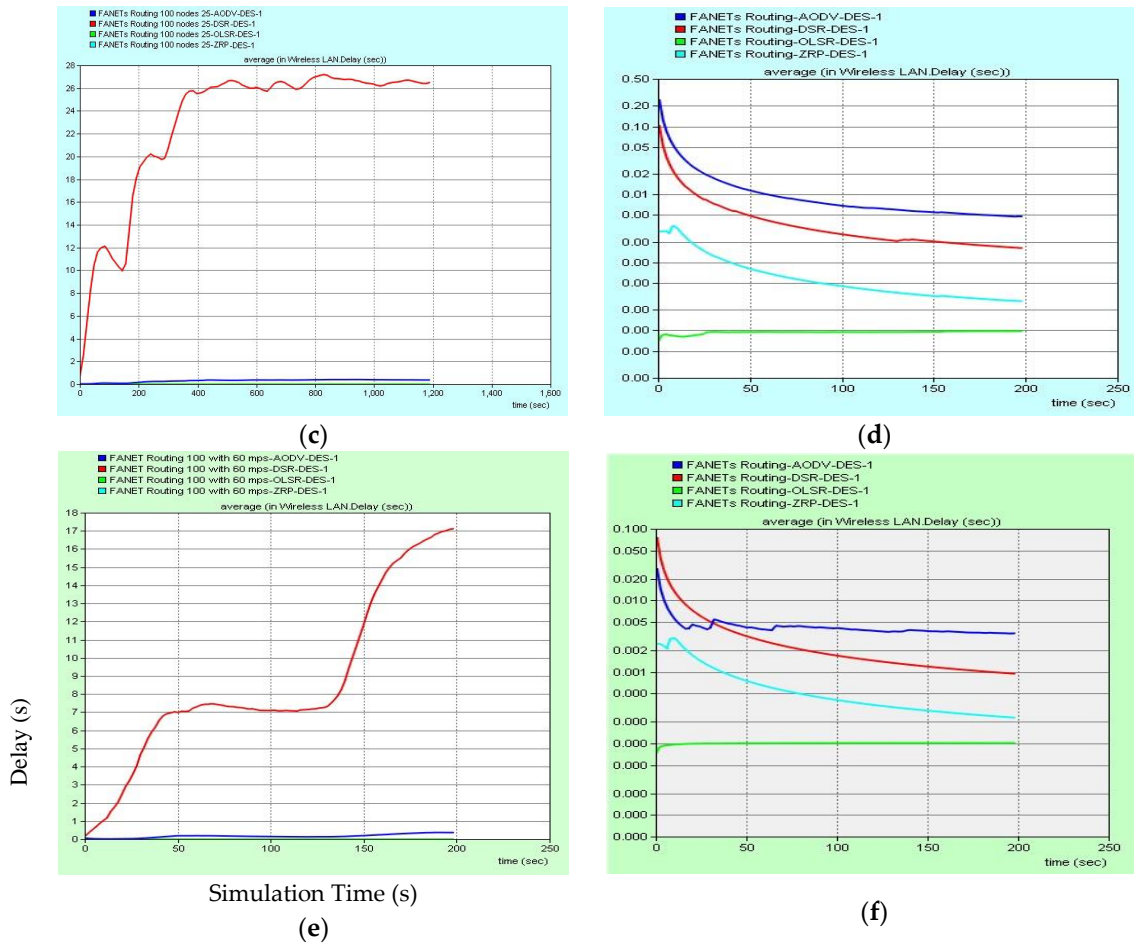 FANETs Routing 100 nodes 25-AODV-DES-1
FANETs Routing 100 nodes 25-DSR-DES-1
FANETs Routing 100 nodes 25-OLSR-DES-1
FANETs Routing 100 nodes 25-ZRP-DES-1
average (in Wireless LAN.Delay (sec))
28
26
24
22
20
18
16
14
12
10
8
6
4
2
0
0 200 400 600 800 1,000 1,200 1,400 1,600
time (sec)
(c)
FANETs Routing-AODV-DES-1
FANETs Routing-DSR-DES-1
FANETs Routing-OLSR-DES-1
FANETs Routing-ZRP-DES-1
average (in Wireless LAN.Delay (sec))
0.50
0.20
0.10
0.05
0.02
0.01
0.00
0.00
0.00
0.00
0.00
0.00
0.00
0 50 100 150 200 250
time (sec)
(d)
FANET Routing 100 with 60 mps-AODV-DES-1
FANET Routing 100 with 60 mps-DSR-DES-1
FANET Routing 100 with 60 mps-OLSR-DES-1
FANET Routing 100 with 60 mps-ZRP-DES-1
average (in Wireless LAN.Delay (sec))
18
17
16
15
14
13
12
11
10
9
8
7
6
5
4
3
2
1
0
0 50 100 150 200 250
time (sec)
Delay (s)
Simulation Time (s)
(e)
FANETs Routing-AODV-DES-1
FANETs Routing-DSR-DES-1
FANETs Routing-OLSR-DES-1
FANETs Routing-ZRP-DES-1
average (in Wireless LAN.Delay (sec))
0.100
0.050
0.020
0.010
0.005
0.002
0.001
0.000
0.000
0.000
0.000
0.000
0.000
0.000
0 50 100 150 200 250
time (sec)
(f)